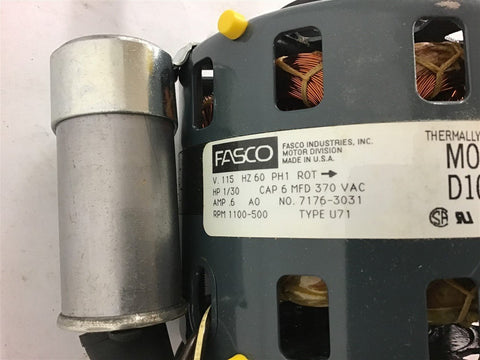 FASCO
FASCO INDUSTRIES, INC.
MOTOR DIVISION
MADE IN U.S.A.
V. 115 HZ 60 PH 1 ROT →
HP 1/30 CAP 6 MFD 370 VAC
AMP .6 AO NO. 7176-3031
RPM 1100-500 TYPE U71
THERMALLY
MO
D10